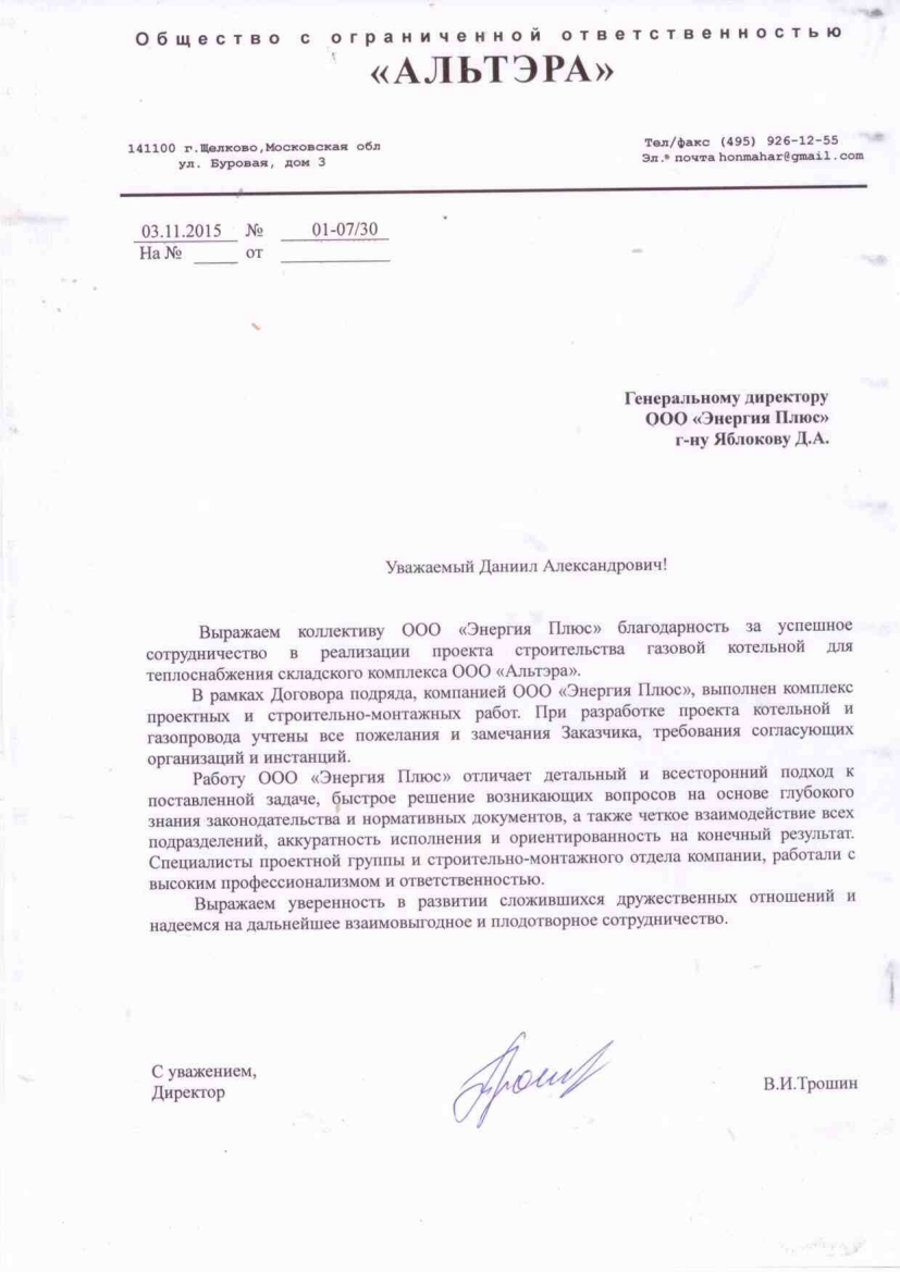 Общество с ограниченной ответственностью
«АЛЬТЭРА»
141100 г.Щелково,Московская обл
ул. Буровая, дом 3
Тел/факс (495) 926-12-55
Эл. почта honmahar@gmail.com
03.11.2015 № 01-07/30
На № ____ от ____
Генеральному директору
ООО «Энергия Плюс»
г-ну Яблокову Д.А.
Уважаемый Даниил Александрович!
Выражаем коллективу ООО «Энергия Плюс» благодарность за успешное
сотрудничество в реализации проекта строительства газовой котельной для
теплоснабжения складского комплекса ООО «Альтэра».
В рамках Договора подряда, компанией ООО «Энергия Плюс», выполнен комплекс
проектных и строительно-монтажных работ. При разработке проекта котельной и
газопровода учтены все пожелания и замечания Заказчика, требования согласующих
организаций и инстанций.
Работу ООО «Энергия Плюс» отличает детальный и всесторонний подход к
поставленной задаче, быстрое решение возникающих вопросов на основе глубокого
знания законодательства и нормативных документов, а также четкое взаимодействие всех
подразделений, аккуратность исполнения и ориентированность на конечный результат.
Специалисты проектной группы и строительно-монтажного отдела компании, работали с
высоким профессионализмом и ответственностью.
Выражаем уверенность в развитии сложившихся дружественных отношений и
надеемся на дальнейшее взаимовыгодное и плодотворное сотрудничество.
С уважением,
Директор
В.И.Трошин